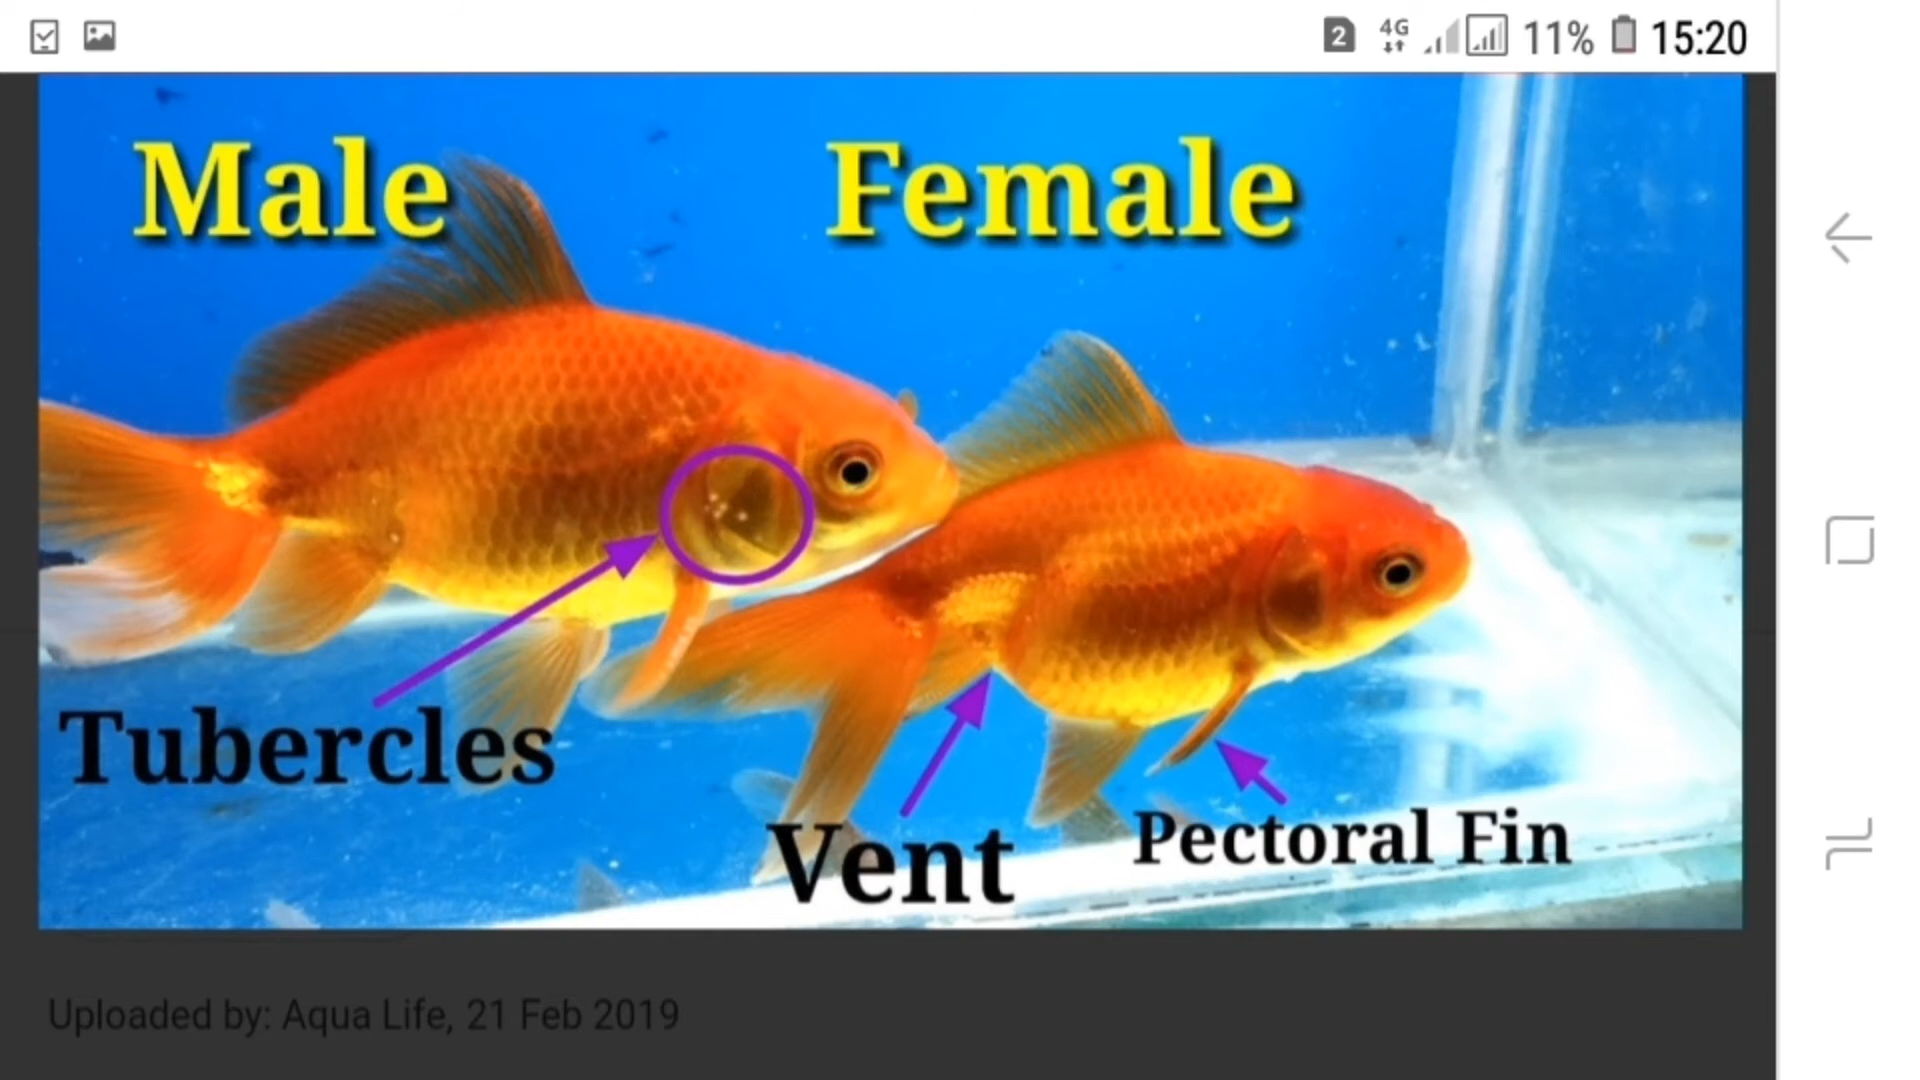 2 4G 11% 15:20
Male
Female
Tubercles
Vent
Pectoral Fin
Uploaded by: Aqua Life, 21 Feb 2019